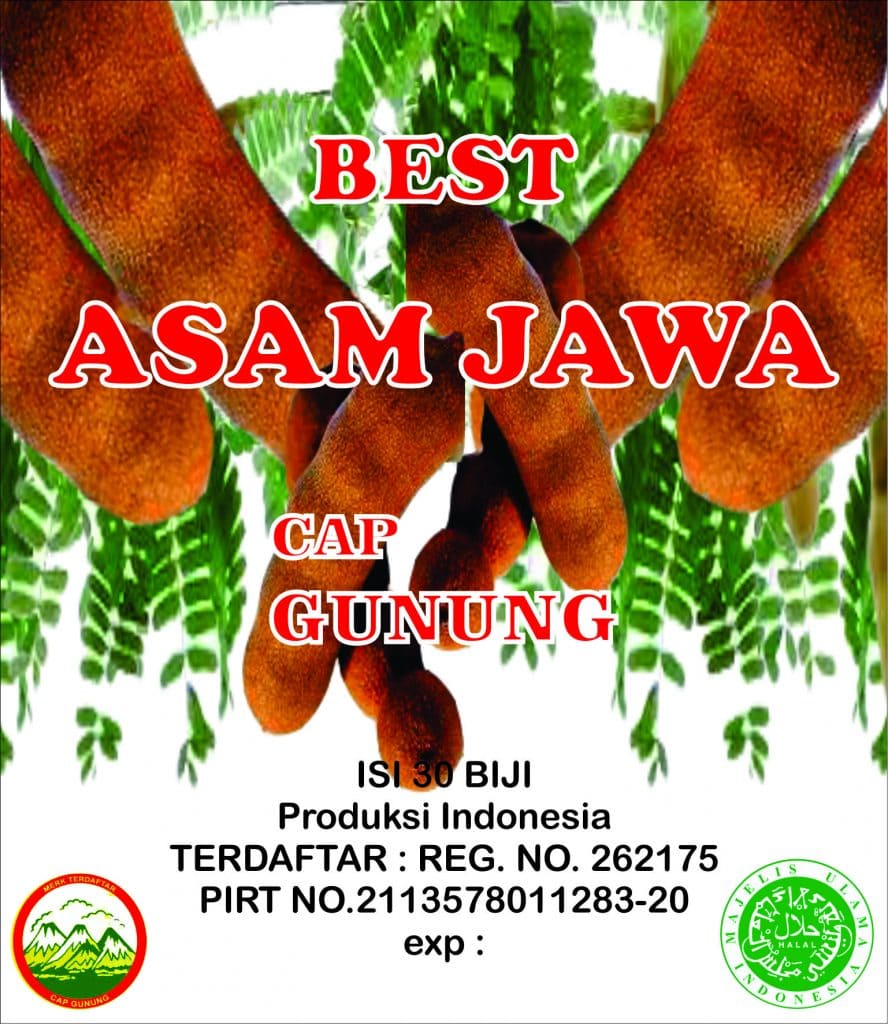 BEST
ASAM JAWA
CAP
GUNUNG
ISI 30 BIJI
Produksi Indonesia
TERDAFTAR : REG. NO. 262175
PIRT NO.2113578011283-20
exp :
MERK TERDAFTAR
CAP GUNUNG
MAJELIS ULAMA
INDONESIA
حلال
HALAL